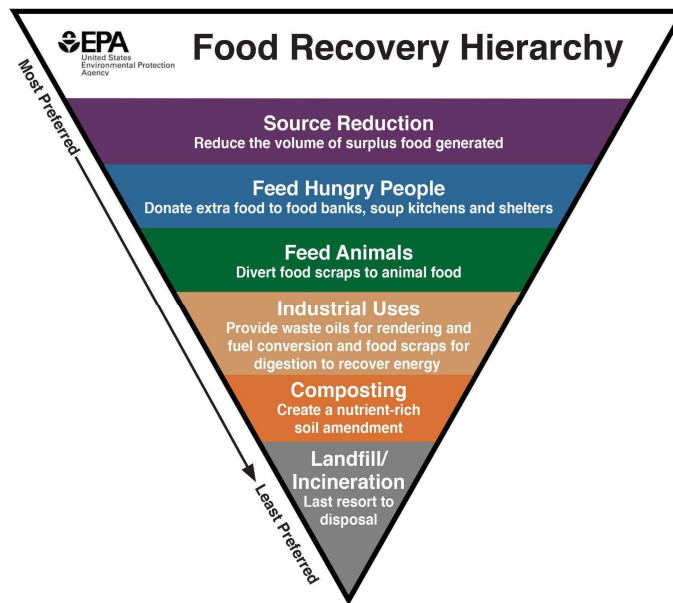 EPA
United States
Environmental Protection
Agency
Food Recovery Hierarchy
Most Preferred
Source Reduction
Reduce the volume of surplus food generated
Feed Hungry People
Donate extra food to food banks, soup kitchens and shelters
Feed Animals
Divert food scraps to animal food
Industrial Uses
Provide waste oils for rendering and
fuel conversion and food scraps for
digestion to recover energy
Composting
Create a nutrient-rich
soil amendment
Landfill/
Incineration
Last resort to
disposal
Least Preferred